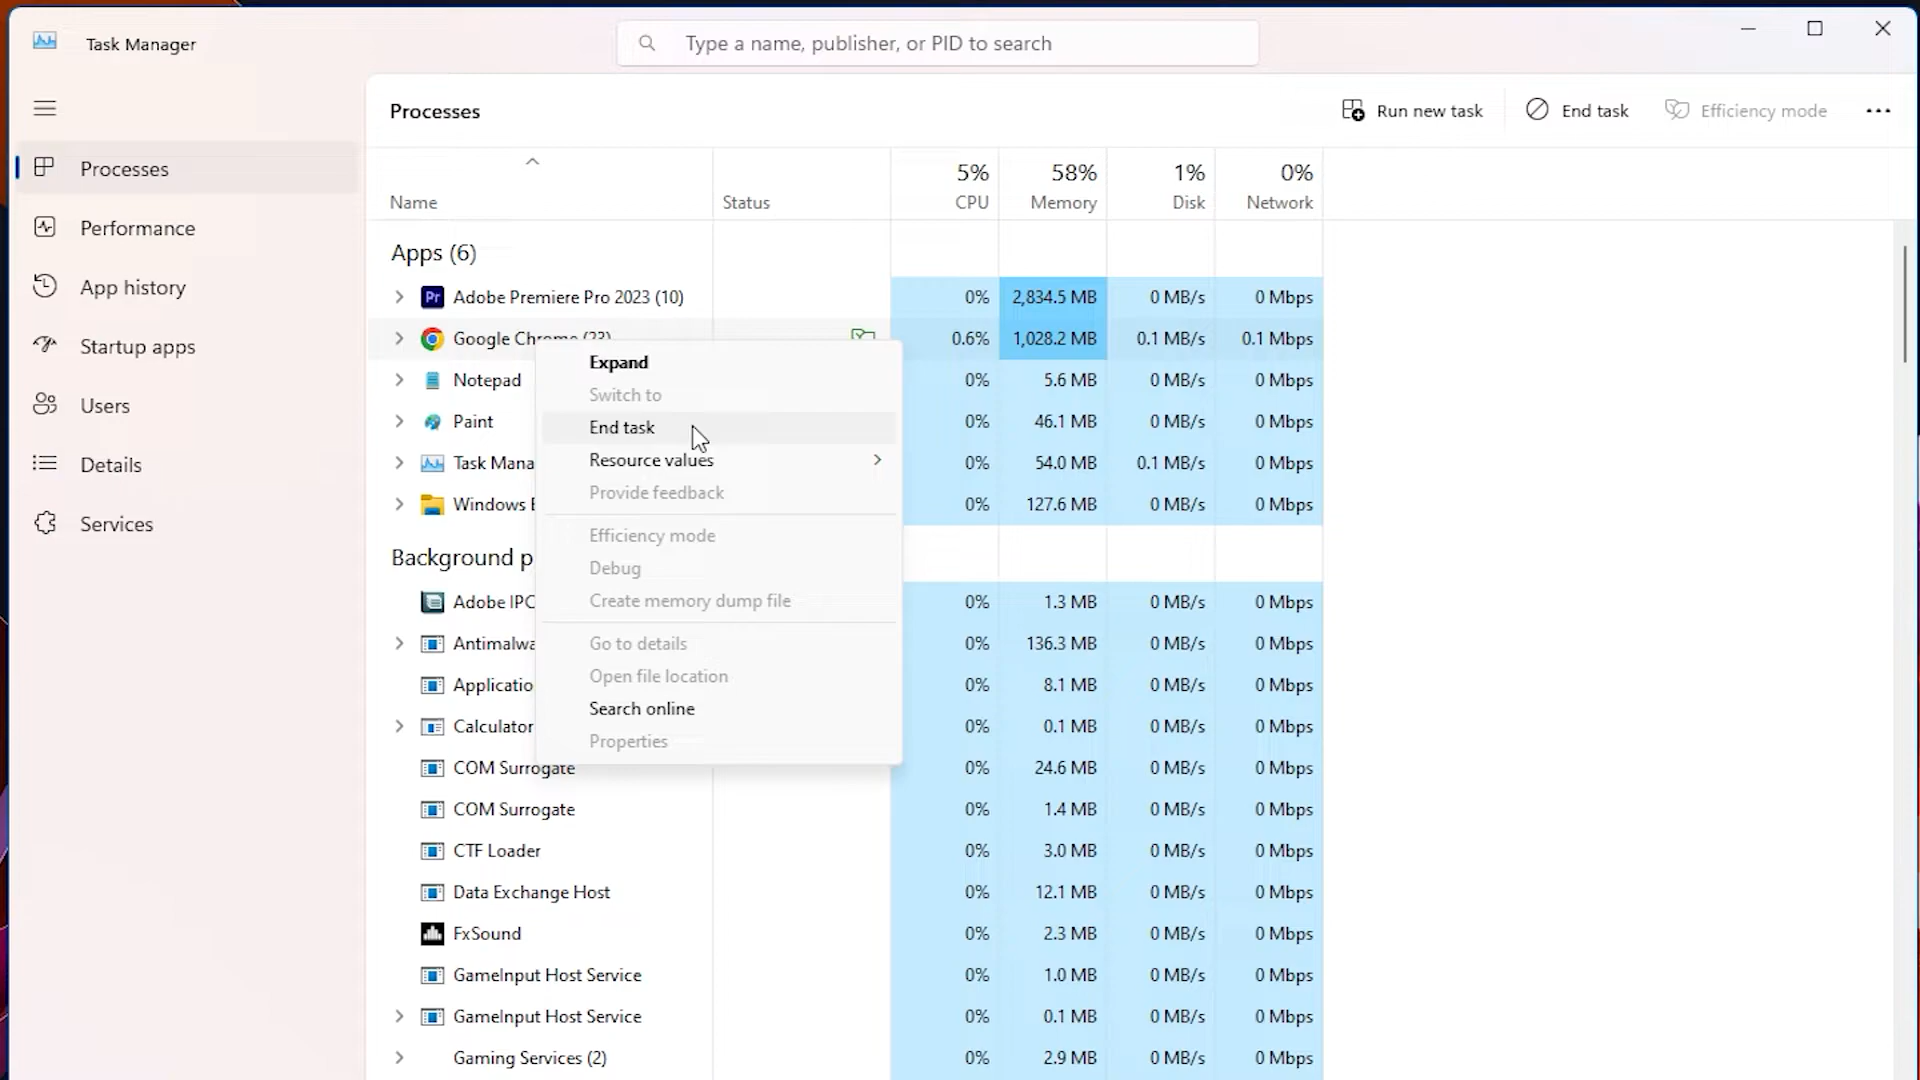 Task Manager
Type a name, publisher, or PID to search
Processes
Run new task
End task
Efficiency mode
Processes
Performance
App history
Startup apps
Users
Details
Services
5% 58% 1% 0%
Name Status CPU Memory Disk Network
Apps (6)
Pr Adobe Premiere Pro 2023 (10) 0% 2,834.5 MB 0 MB/s 0 Mbps
Google Chrome (23) 0.6% 1,028.2 MB 0.1 MB/s 0.1 Mbps
Notepad 0% 5.6 MB 0 MB/s 0 Mbps
Paint 0% 46.1 MB 0 MB/s 0 Mbps
Task Mana 0% 54.0 MB 0.1 MB/s 0 Mbps
Windows E 0% 127.6 MB 0 MB/s 0 Mbps
Background p
Adobe IPC 0% 1.3 MB 0 MB/s 0 Mbps
Antimalwa 0% 136.3 MB 0 MB/s 0 Mbps
Applicatio 0% 8.1 MB 0 MB/s 0 Mbps
Calculator 0% 0.1 MB 0 MB/s 0 Mbps
COM Surrogate 0% 24.6 MB 0 MB/s 0 Mbps
COM Surrogate 0% 1.4 MB 0 MB/s 0 Mbps
CTF Loader 0% 3.0 MB 0 MB/s 0 Mbps
Data Exchange Host 0% 12.1 MB 0 MB/s 0 Mbps
FxSound 0% 2.3 MB 0 MB/s 0 Mbps
GameInput Host Service 0% 1.0 MB 0 MB/s 0 Mbps
GameInput Host Service 0% 0.1 MB 0 MB/s 0 Mbps
Gaming Services (2) 0% 2.9 MB 0 MB/s 0 Mbps
Expand
Switch to
End task
Resource values
Provide feedback
Efficiency mode
Debug
Create memory dump file
Go to details
Open file location
Search online
Properties